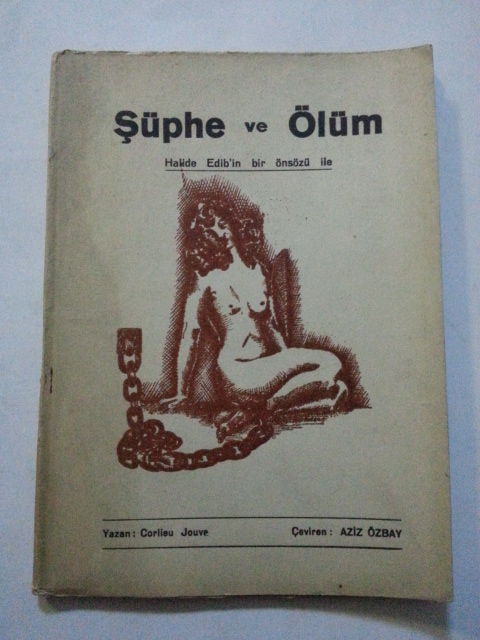 Şüphe ve Ölüm
Halide Edib'in bir önsözü ile
Yazan: Corlieu Jouve Çeviren: AZİZ ÖZBAY